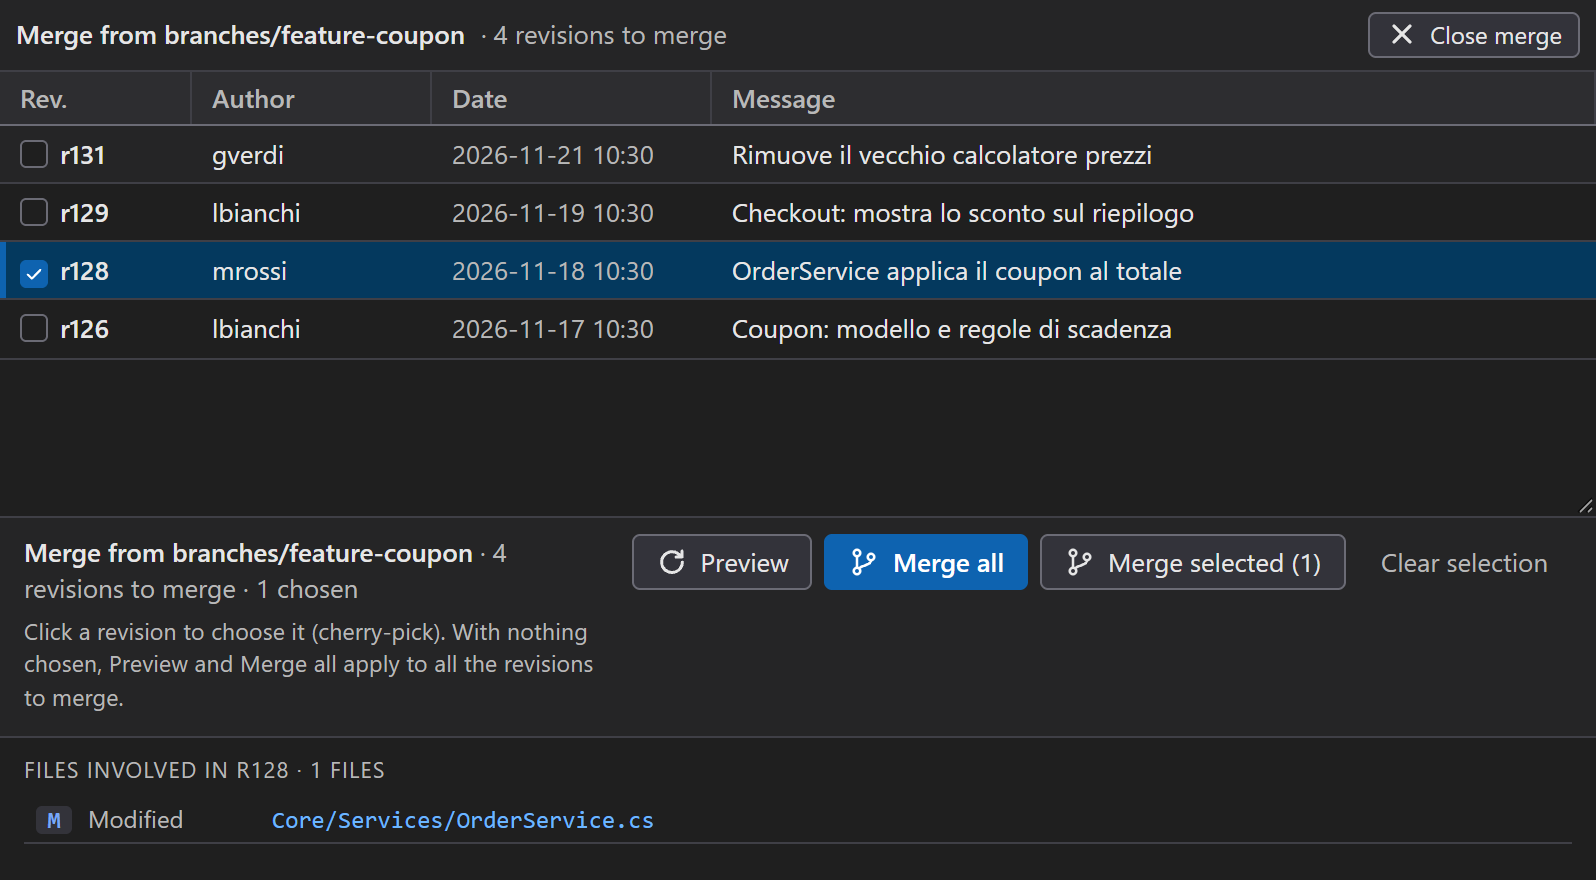 Merge from branches/feature-coupon · 4 revisions to merge
Close merge
Rev. Author Date Message
r131 gverdi 2026-11-21 10:30 Rimuove il vecchio calcolatore prezzi
r129 lbianchi 2026-11-19 10:30 Checkout: mostra lo sconto sul riepilogo
r128 mrossi 2026-11-18 10:30 OrderService applica il coupon al totale
r126 lbianchi 2026-11-17 10:30 Coupon: modello e regole di scadenza
Merge from branches/feature-coupon · 4
revisions to merge · 1 chosen
Click a revision to choose it (cherry-pick). With nothing
chosen, Preview and Merge all apply to all the revisions
to merge.
Preview
Merge all
Merge selected (1)
Clear selection
FILES INVOLVED IN R128 · 1 FILES
M Modified Core/Services/OrderService.cs